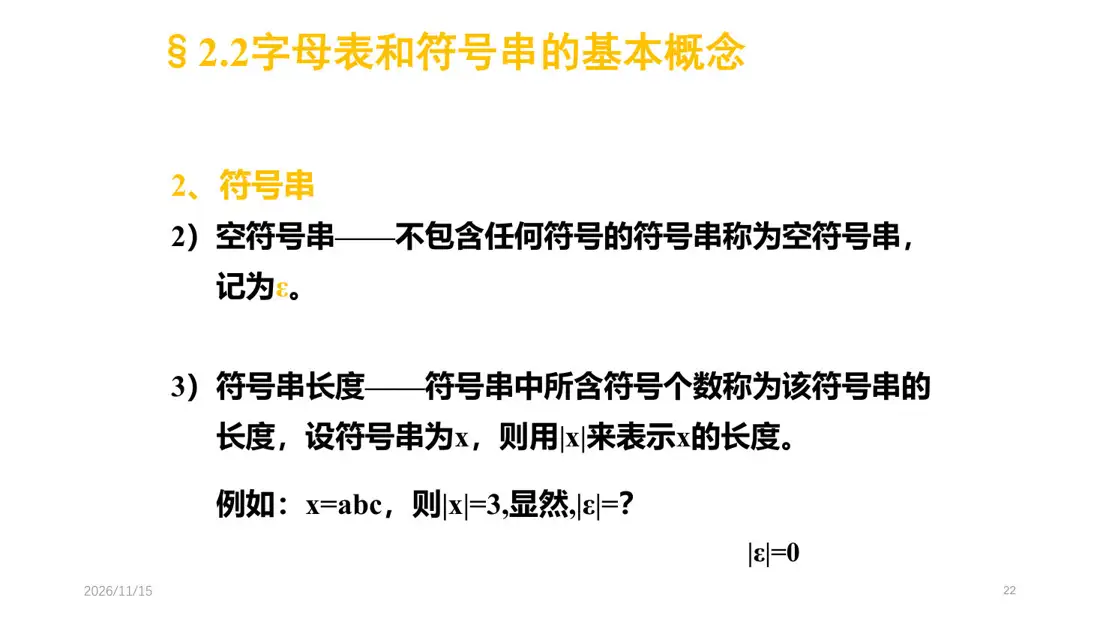 §2.2字母表和符号串的基本概念
2、符号串
2）空符号串——不包含任何符号的符号串称为空符号串，
记为ε。
3）符号串长度——符号串中所含符号个数称为该符号串的
长度，设符号串为x，则用|x|来表示x的长度。
例如：x=abc，则|x|=3,显然,|ε|=？
|ε|=0
2026/11/15
22